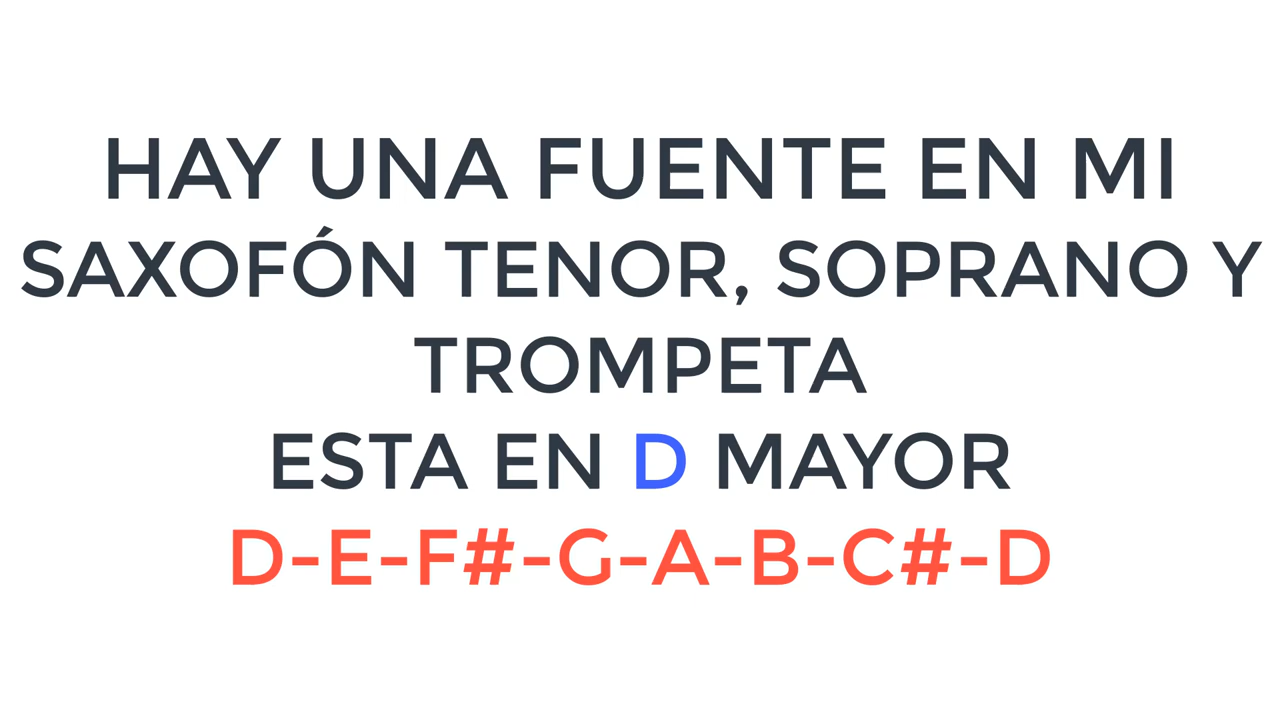 HAY UNA FUENTE EN MI
SAXOFÓN TENOR, SOPRANO Y
TROMPETA
ESTA EN D MAYOR
D-E-F#-G-A-B-C#-D